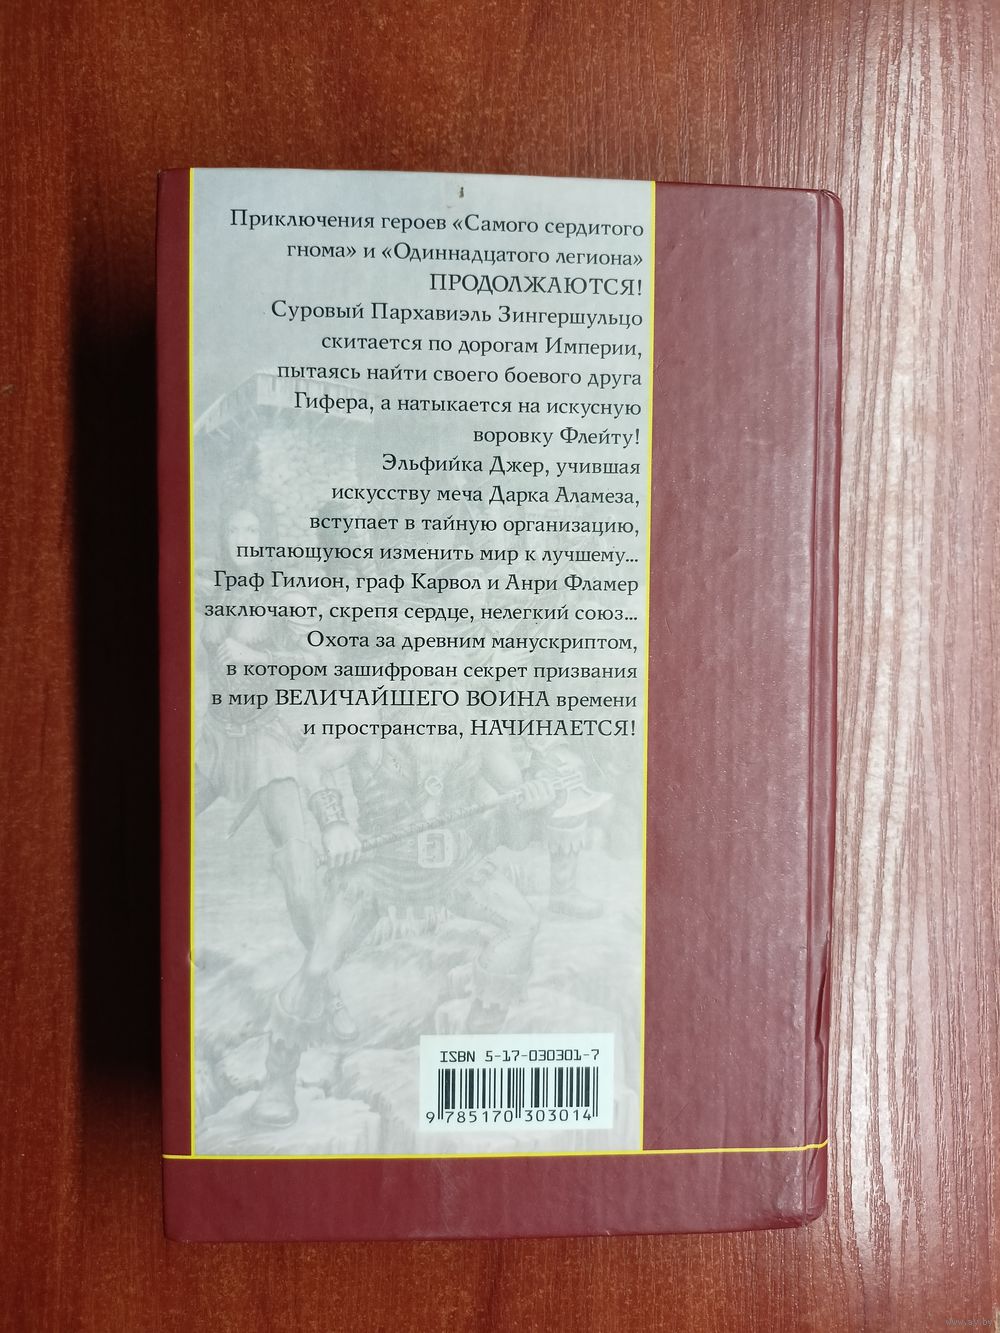 Приключения героев «Самого сердитого
гнома» и «Одиннадцатого легиона»
ПРОДОЛЖАЮТСЯ!
Суровый Пархавиэль Зингершульцо
скитается по дорогам Империи,
пытаясь найти своего боевого друга
Гифера, а натыкается на искусную
воровку Флейту!
Эльфийка Джер, учившая
искусству меча Дарка Аламеза,
вступает в тайную организацию,
пытающуюся изменить мир к лучшему...
Граф Гилион, граф Карвол и Анри Фламер
заключают, скрепя сердце, нелегкий союз...
Охота за древним манускриптом,
в котором зашифрован секрет призвания
в мир ВЕЛИЧАЙШЕГО ВОИНА времени
и пространства, НАЧИНАЕТСЯ!
ISBN 5-17-030301-7
9 785170 303014
www.ay.by